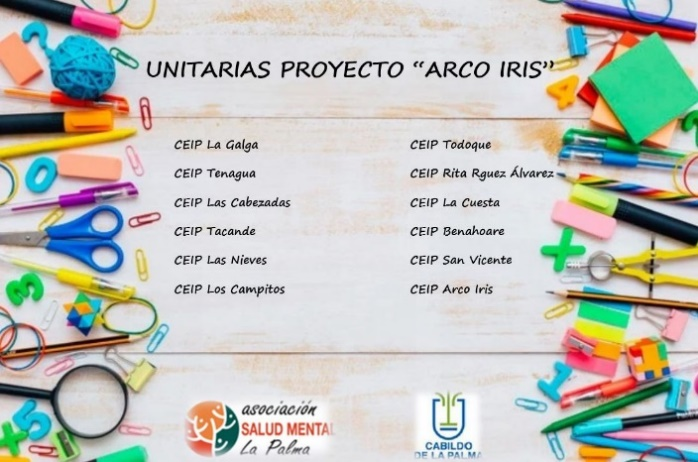 UNITARIAS PROYECTO “ARCO IRIS”
CEIP La Galga
CEIP Tenagua
CEIP Las Cabezadas
CEIP Tacande
CEIP Las Nieves
CEIP Los Campitos
CEIP Todoque
CEIP Rita Rguez Álvarez
CEIP La Cuesta
CEIP Benahoare
CEIP San Vicente
CEIP Arco Iris
asociación
SALUD MENTAL
La Palma
CABILDO
DE LA PALMA